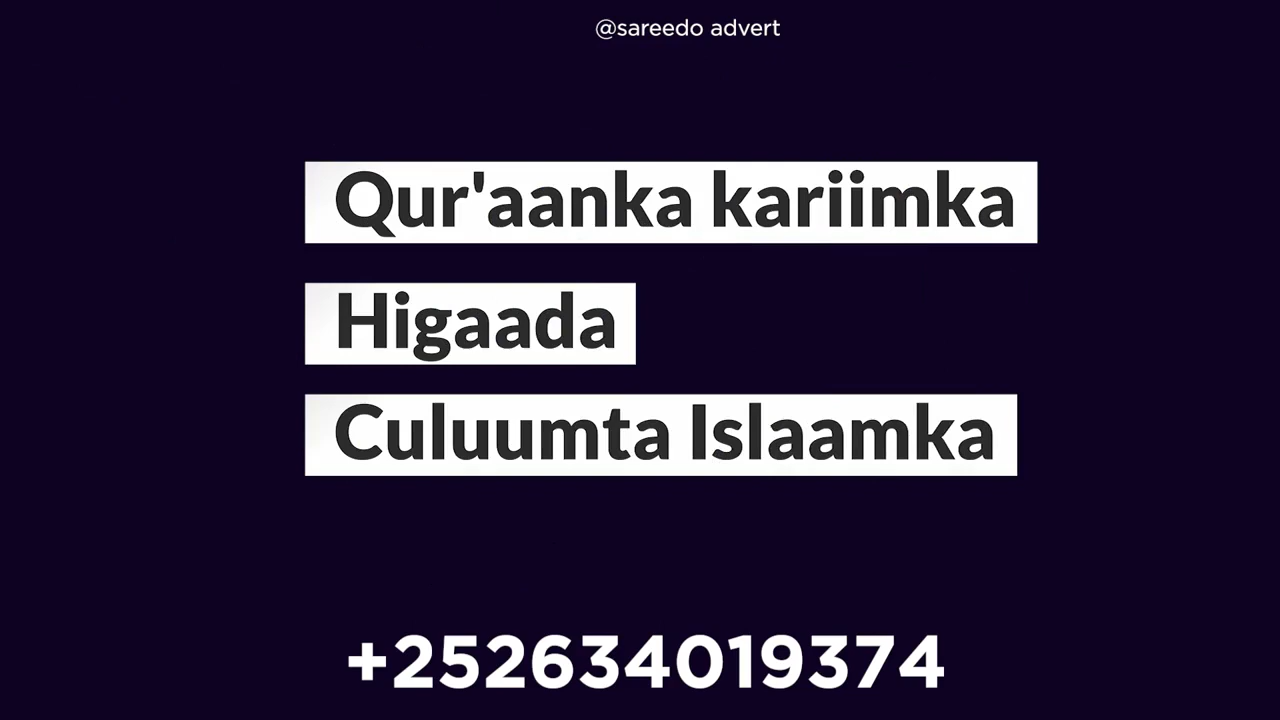 @sareedo advert
Qur'aanka kariimka
Higaada
Culuumta Islaamka
+252634019374